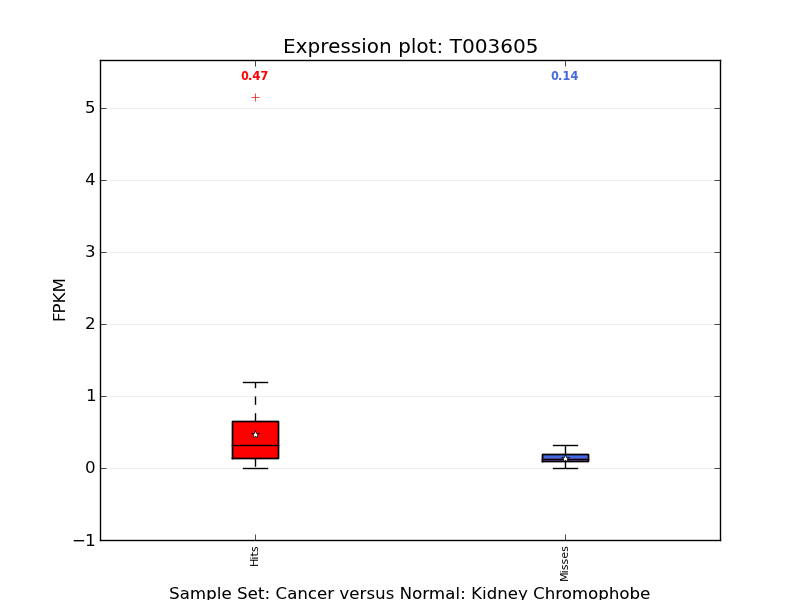 Expression plot: T003605
0.47
0.14
5
4
3
2
1
0
−1
FPKM
Hits
Misses
Sample Set: Cancer versus Normal: Kidney Chromophobe